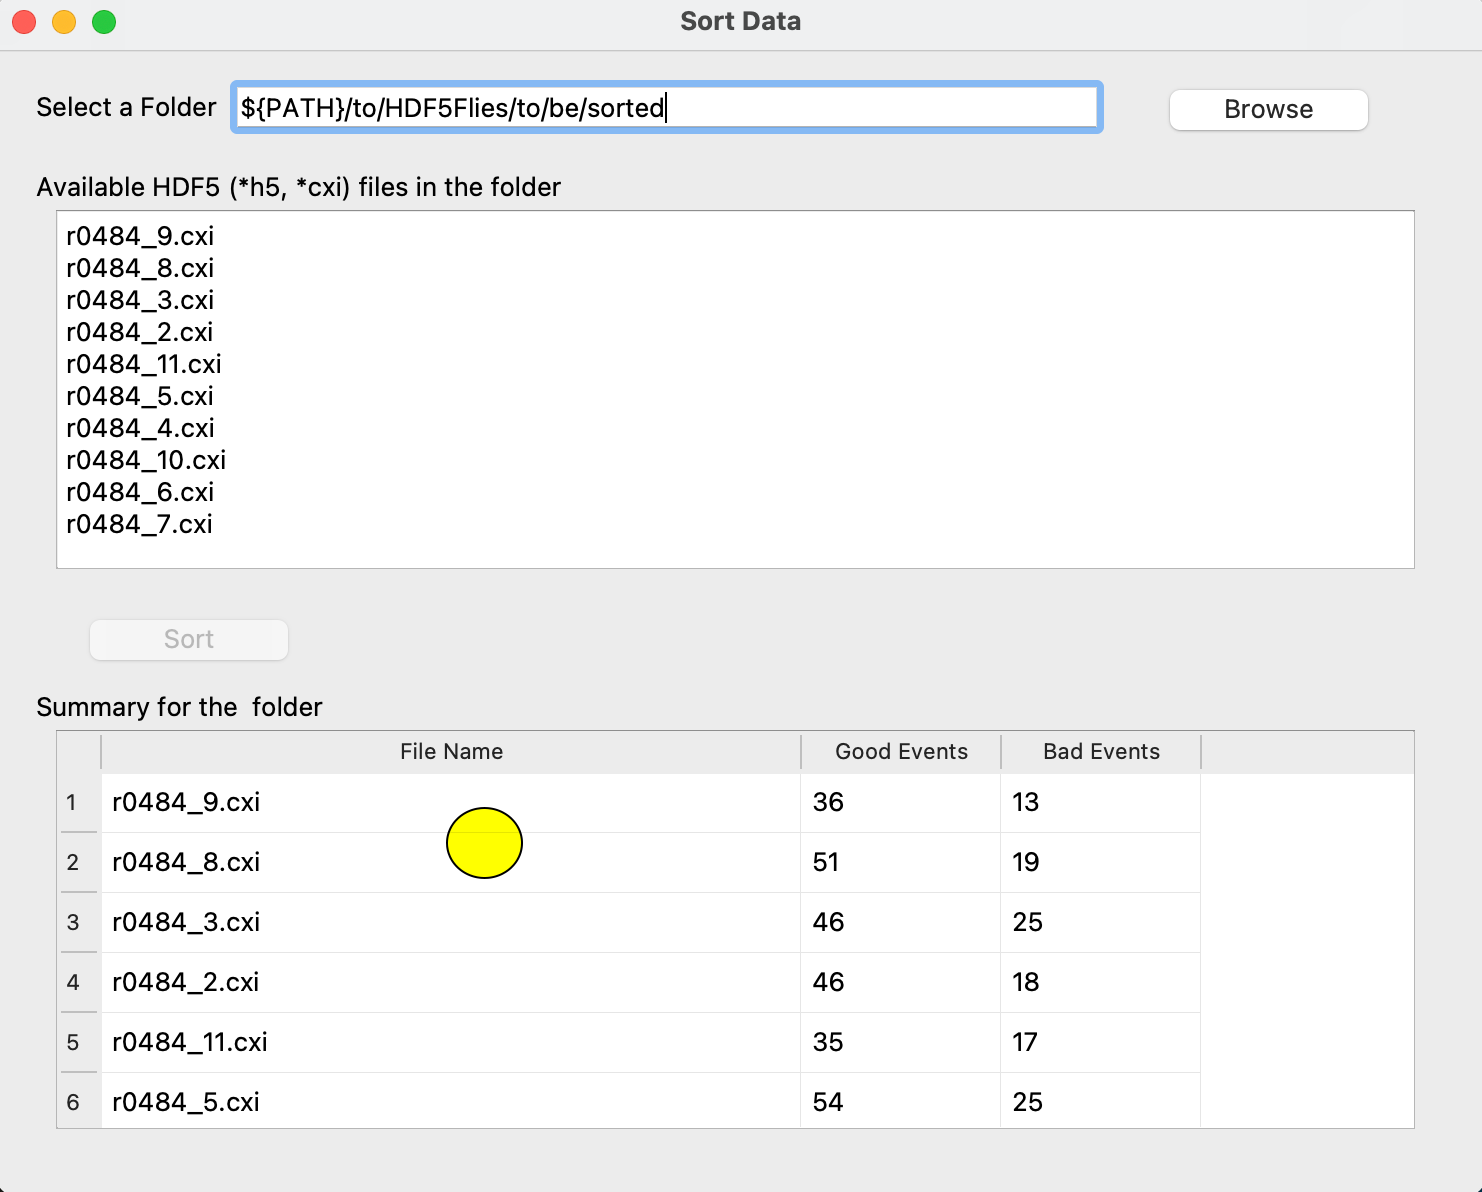 Sort Data
Select a Folder ${PATH}/to/HDF5Flies/to/be/sorted Browse
Available HDF5 (*h5, *cxi) files in the folder
r0484_9.cxi
r0484_8.cxi
r0484_3.cxi
r0484_2.cxi
r0484_11.cxi
r0484_5.cxi
r0484_4.cxi
r0484_10.cxi
r0484_6.cxi
r0484_7.cxi
Sort
Summary for the  folder
File Name Good Events Bad Events
1 r0484_9.cxi 36 13
2 r0484_8.cxi 51 19
3 r0484_3.cxi 46 25
4 r0484_2.cxi 46 18
5 r0484_11.cxi 35 17
6 r0484_5.cxi 54 25